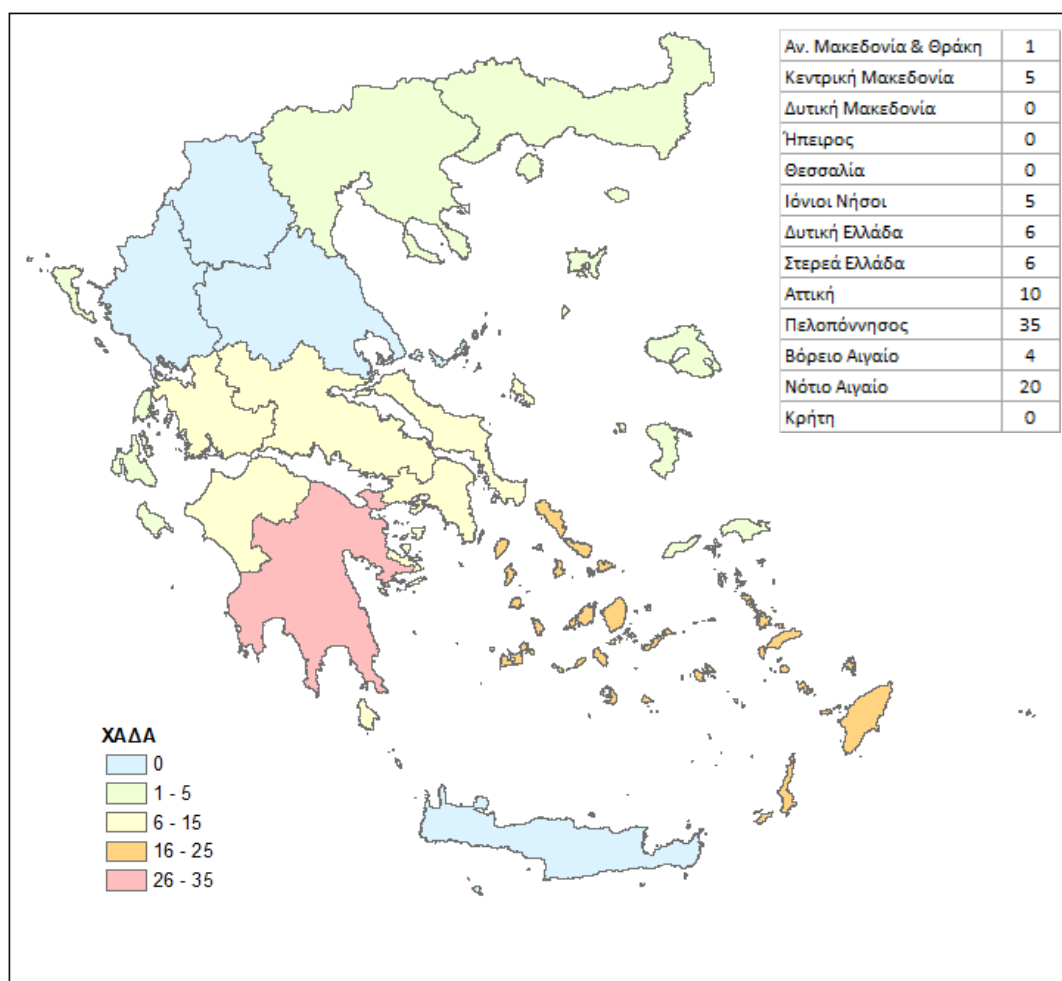 Αν. Μακεδονία & Θράκη 1
Κεντρική Μακεδονία 5
Δυτική Μακεδονία 0
Ήπειρος 0
Θεσσαλία 0
Ιόνιοι Νήσοι 5
Δυτική Ελλάδα 6
Στερεά Ελλάδα 6
Αττική 10
Πελοπόννησος 35
Βόρειο Αιγαίο 4
Νότιο Αιγαίο 20
Κρήτη 0
ΧΑΔΑ
0
1 - 5
6 - 15
16 - 25
26 - 35